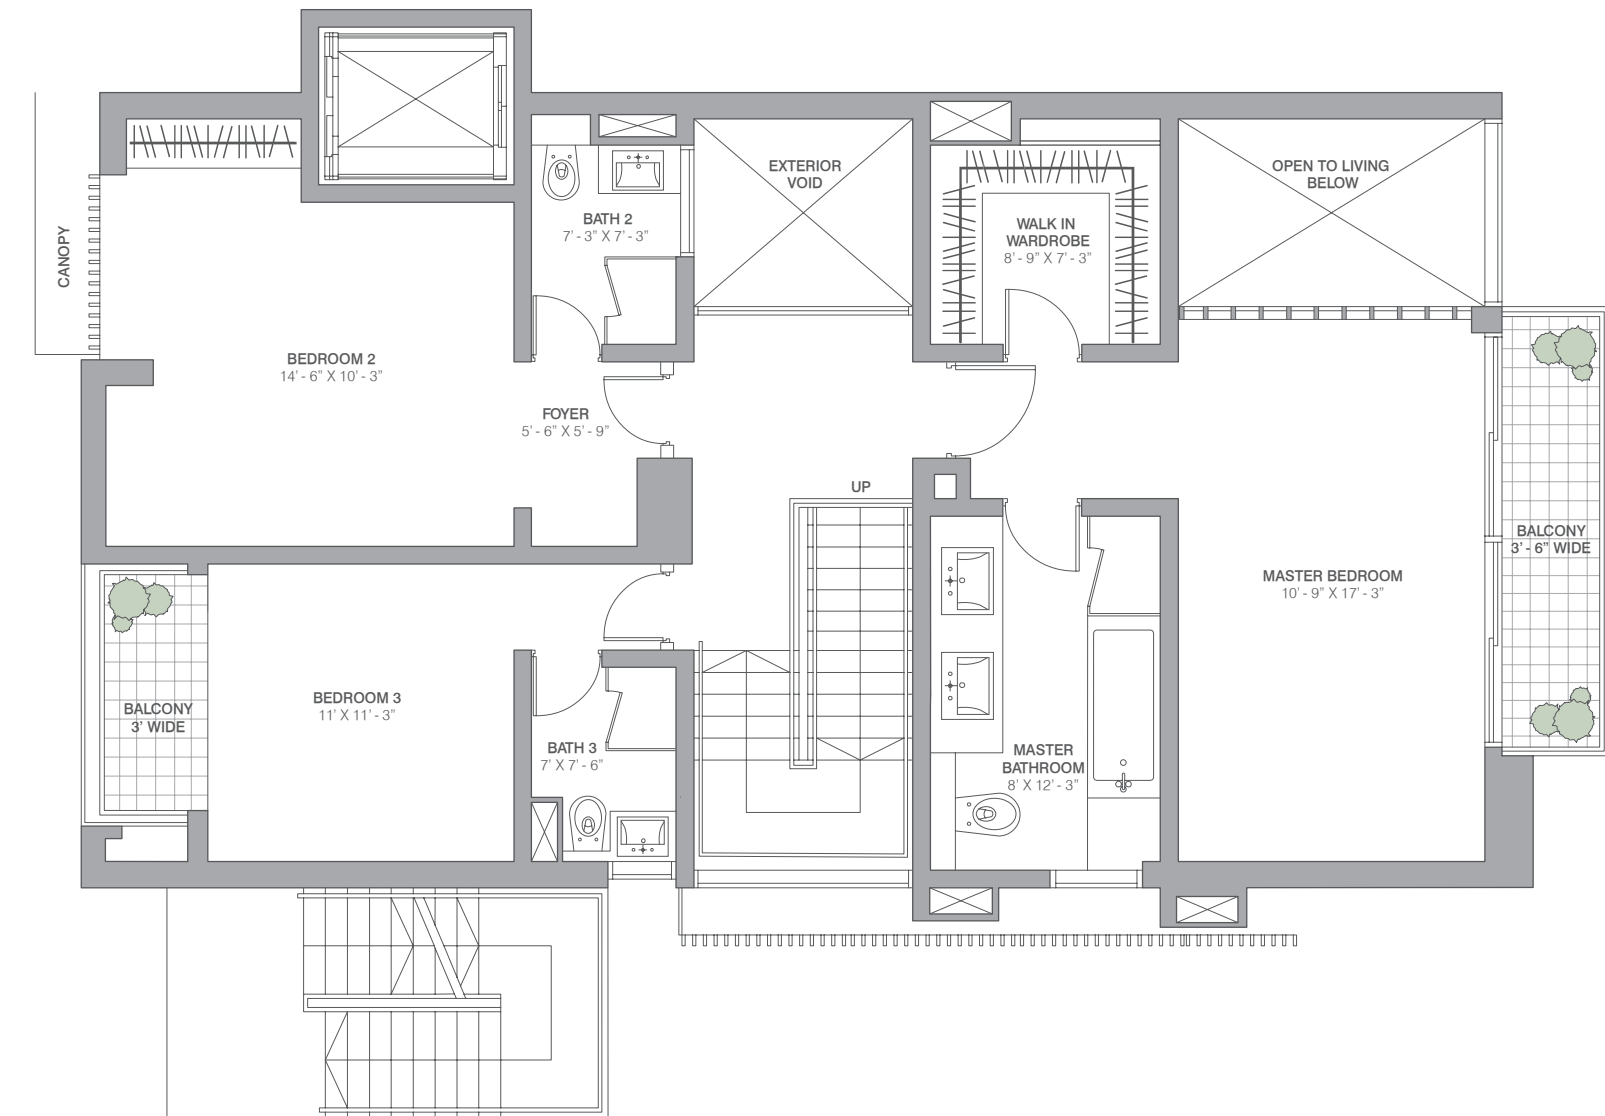 EXTERIOR
VOID
OPEN TO LIVING
BELOW
BATH 2
7' - 3" X 7' - 3"
WALK IN
WARDROBE
8' - 9" X 7' - 3"
CANOPY
BEDROOM 2
14' - 6" X 10' - 3"
FOYER
5' - 6" X 5' - 9"
UP
BALCONY
3' - 6" WIDE
MASTER BEDROOM
10' - 9" X 17' - 3"
BEDROOM 3
11' X 11' - 3"
BALCONY
3' WIDE
BATH 3
7' X 7' - 6"
MASTER
BATHROOM
8' X 12' - 3"